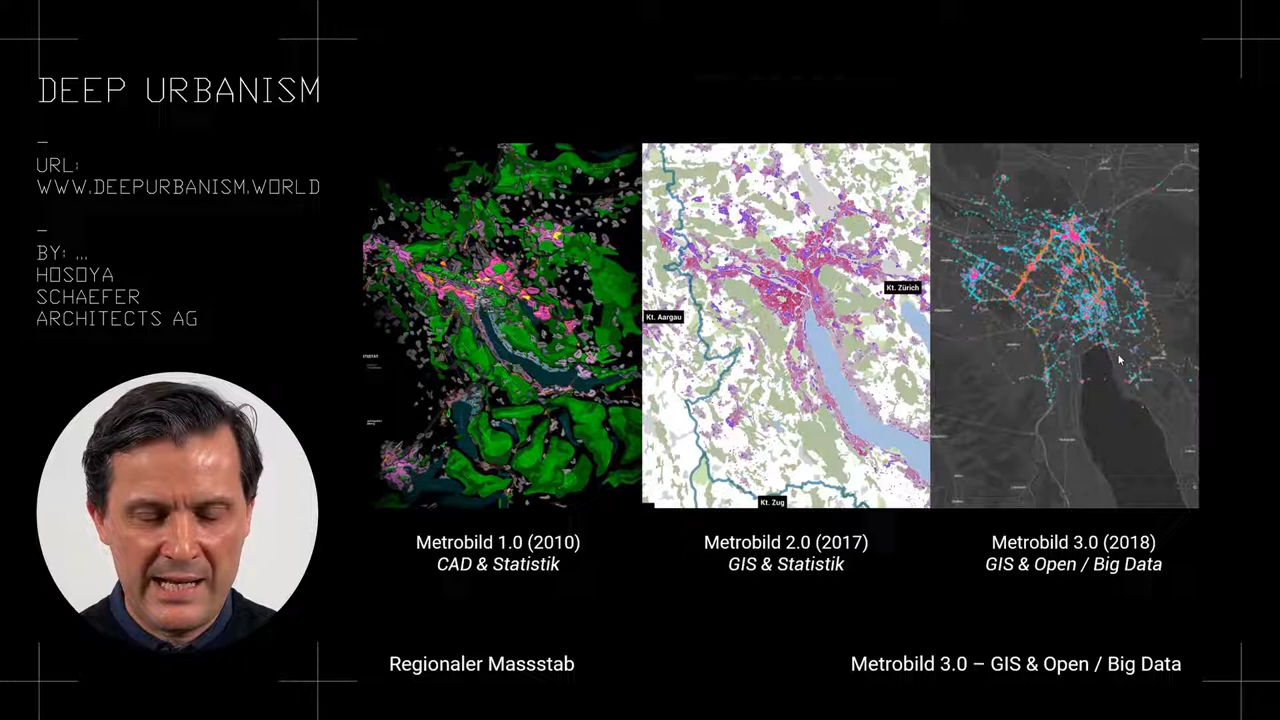 DEEP URBANISM
–
URL:
WWW.DEEPURBANISM.WORLD
–
BY: ...
HOSOYA
SCHAEFER
ARCHITECTS AG
Kt. Zürich
Kt. Aargau
Kt. Zug
Metrobild 1.0 (2010)
CAD & Statistik
Metrobild 2.0 (2017)
GIS & Statistik
Metrobild 3.0 (2018)
GIS & Open / Big Data
Regionaler Massstab
Metrobild 3.0 – GIS & Open / Big Data